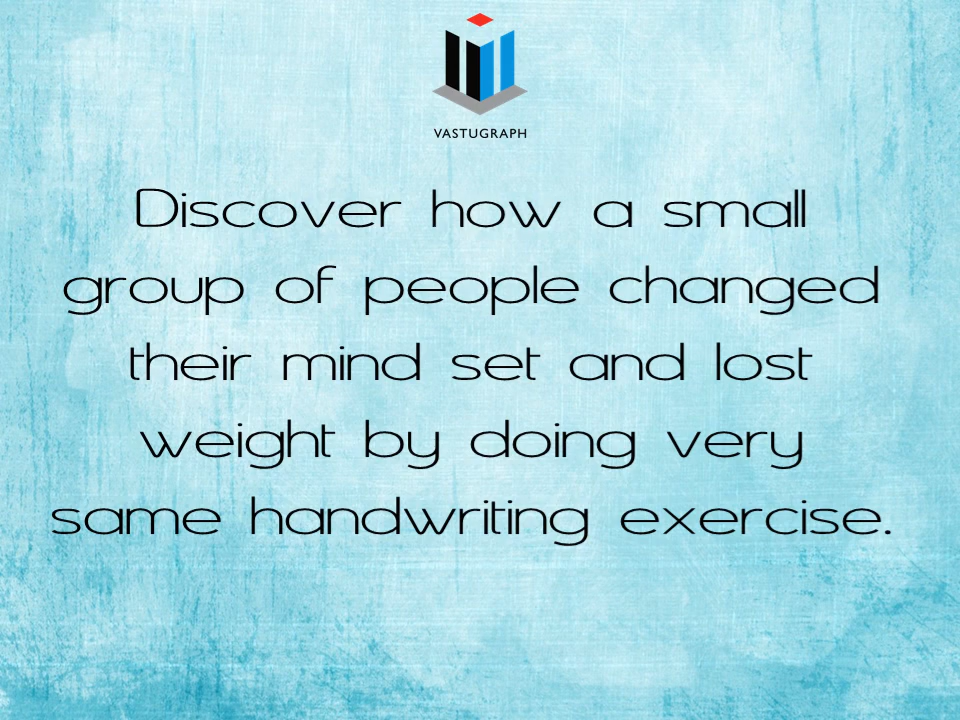 VASTUGRAPH
Discover how a small
group of people changed
their mind set and lost
weight by doing very
same handwriting exercise.